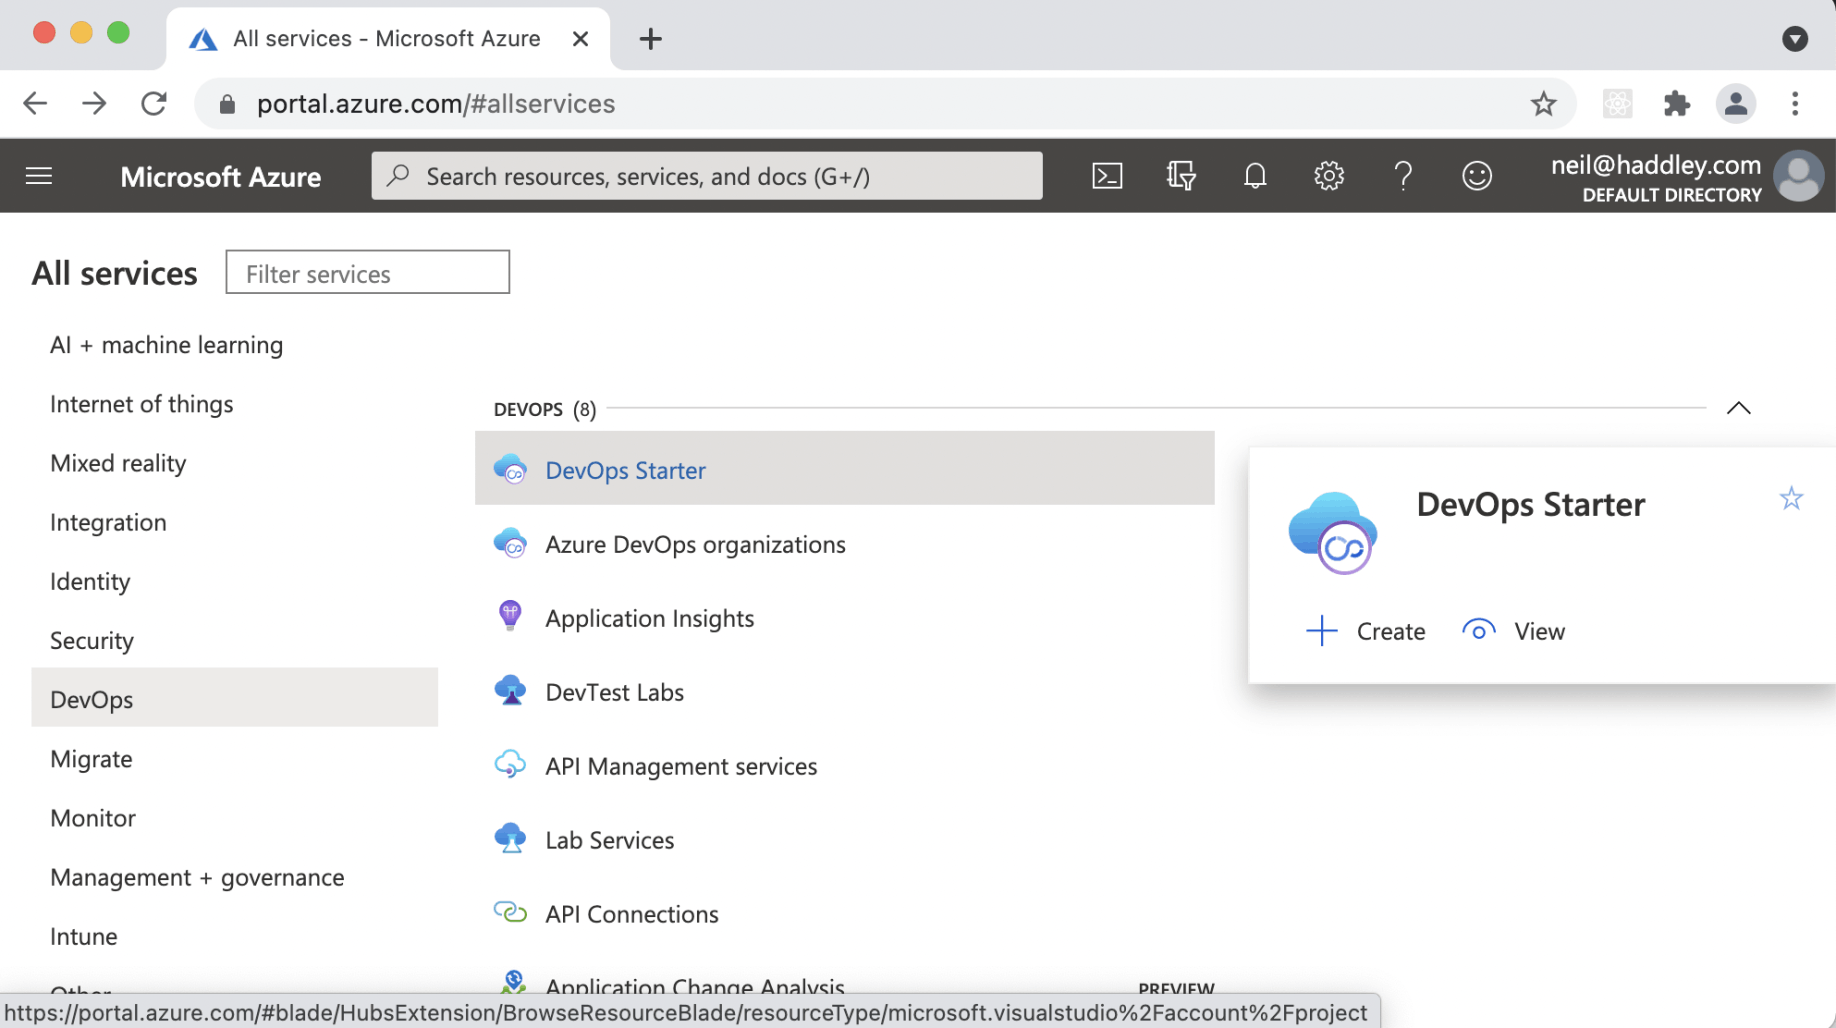 All services - Microsoft Azure
portal.azure.com/#allservices
Microsoft Azure
Search resources, services, and docs (G+/)
neil@haddley.com
DEFAULT DIRECTORY
All services
Filter services
AI + machine learning
Internet of things
Mixed reality
Integration
Identity
Security
DevOps
Migrate
Monitor
Management + governance
Intune
Other
DEVOPS (8)
DevOps Starter
Azure DevOps organizations
Application Insights
DevTest Labs
API Management services
Lab Services
API Connections
Application Change Analysis
PREVIEW
DevOps Starter
Create
View
https://portal.azure.com/#blade/HubsExtension/BrowseResourceBlade/resourceType/microsoft.visualstudio%2Faccount%2Fproject